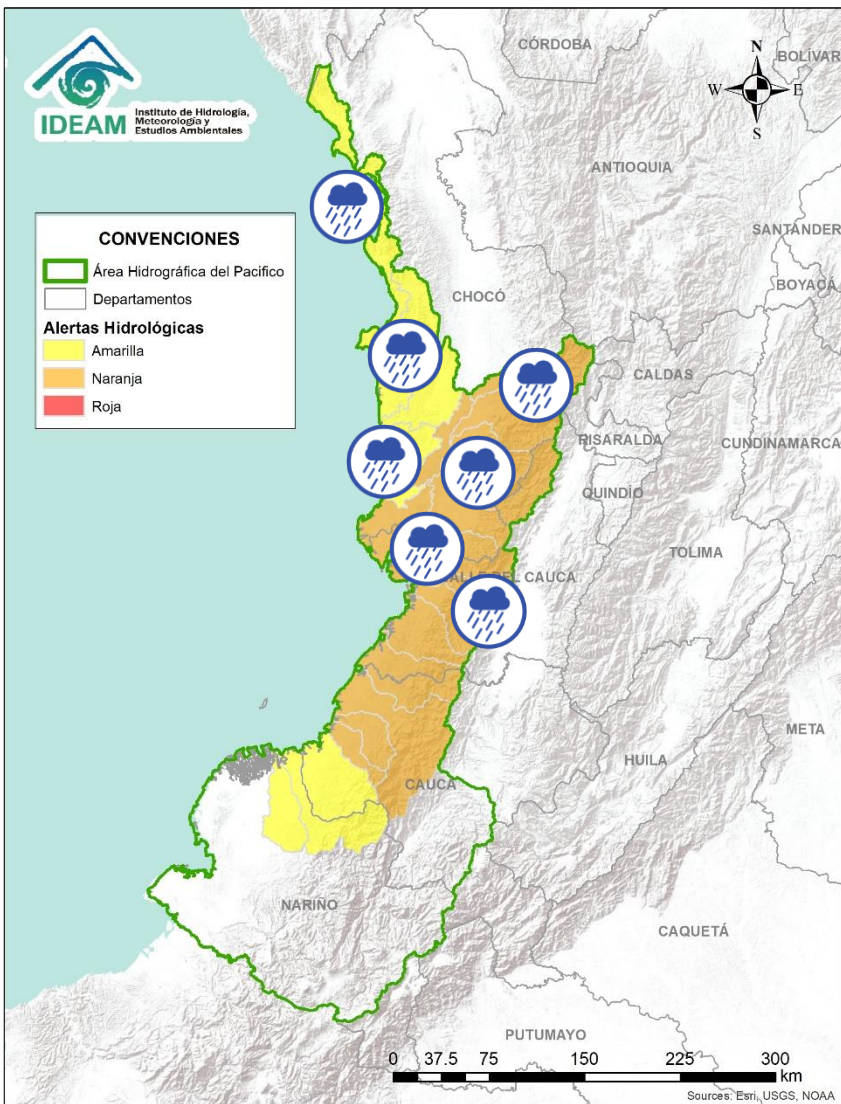 IDEAM
Instituto de Hidrología,
Meteorología y
Estudios Ambientales
CÓRDOBA
BOLÍVAR
N
W
E
S
ANTIOQUIA
SANTANDER
BOYACÁ
CONVENCIONES
Área Hidrográfica del Pacifico
Departamentos
Alertas Hidrológicas
Amarilla
Naranja
Roja
CHOCÓ
CALDAS
RISARALDA
CUNDINAMARCA
QUINDÍO
TOLIMA
ALLE DEL CAUCA
META
HUILA
CAUCA
NARIÑO
CAQUETÁ
PUTUMAYO
0 37.5 75 150 225 300
km
Sources: Esri, USGS, NOAA